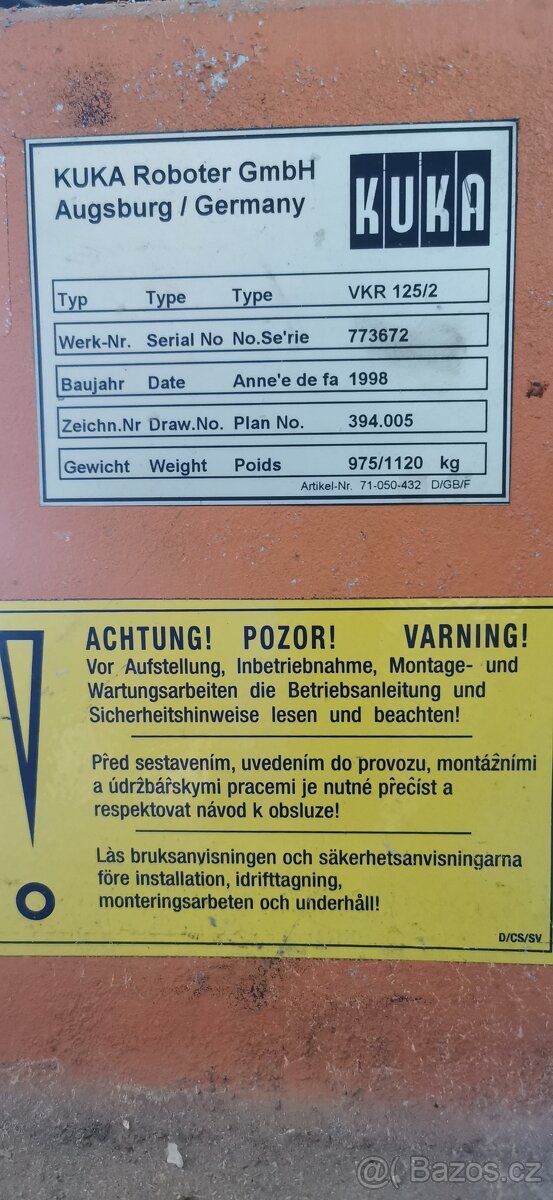 KUKA Roboter GmbH
Augsburg / Germany
KUKA
Typ Type Type VKR 125/2
Werk-Nr. Serial No No.Se'rie 773672
Baujahr Date Anne'e de fa 1998
Zeichn.Nr Draw.No. Plan No. 394.005
Gewicht Weight Poids 975/1120 kg
Artikel-Nr. 71-050-432 D/GB/F
ACHTUNG! POZOR! VARNING!
Vor Aufstellung, Inbetriebnahme, Montage- und
Wartungsarbeiten die Betriebsanleitung und
Sicherheitshinweise lesen und beachten!
Před sestavením, uvedením do provozu, montážními
a údržbářskými pracemi je nutné přečíst a
respektovat návod k obsluze!
Làs bruksanvisningen och säkerhetsanvisningarna
före installation, idrifttagning,
monteringsarbeten och underhåll!
D/CS/SV
@Bazoš.cz